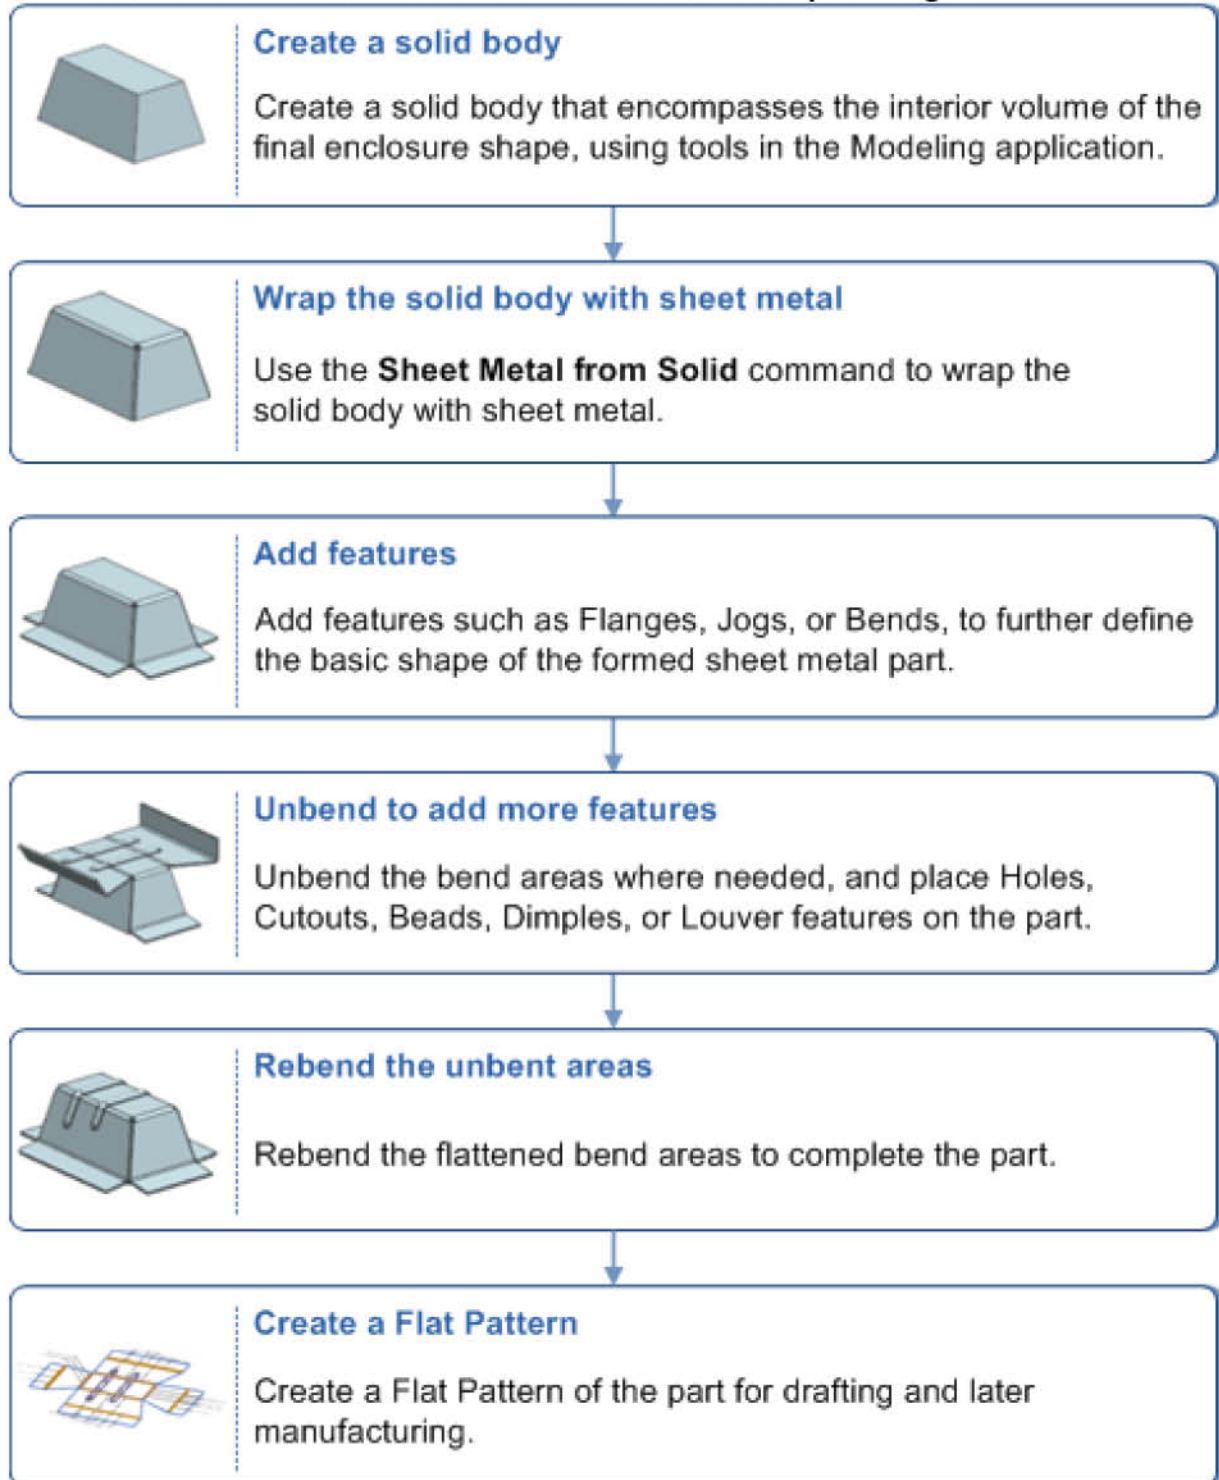 Create a solid body
Create a solid body that encompasses the interior volume of the
final enclosure shape, using tools in the Modeling application.
Wrap the solid body with sheet metal
Use the Sheet Metal from Solid command to wrap the
solid body with sheet metal.
Add features
Add features such as Flanges, Jogs, or Bends, to further define
the basic shape of the formed sheet metal part.
Unbend to add more features
Unbend the bend areas where needed, and place Holes,
Cutouts, Beads, Dimples, or Louver features on the part.
Rebend the unbent areas
Rebend the flattened bend areas to complete the part.
Create a Flat Pattern
Create a Flat Pattern of the part for drafting and later
manufacturing.